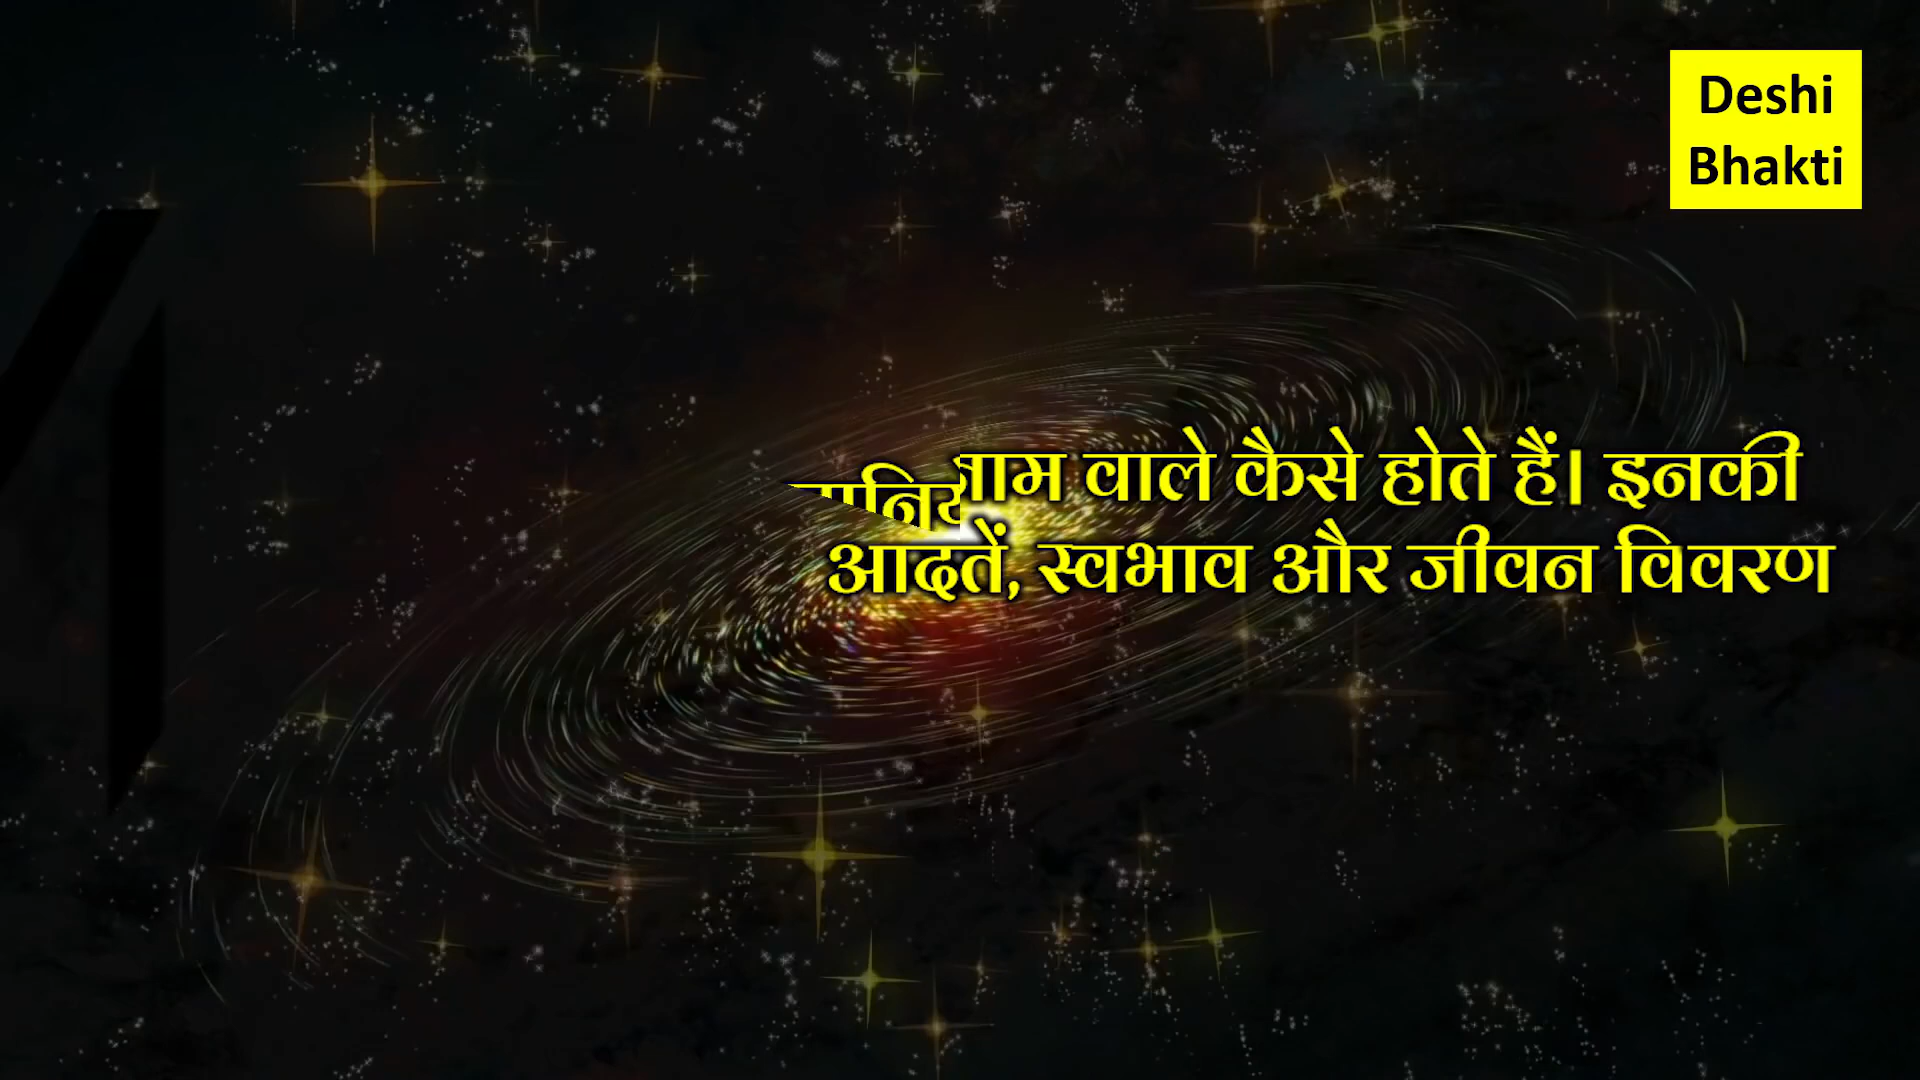 Deshi
Bhakti
नाम वाले कैसे होते हैं। इनकी
आदतें, स्वभाव और जीवन विवरण